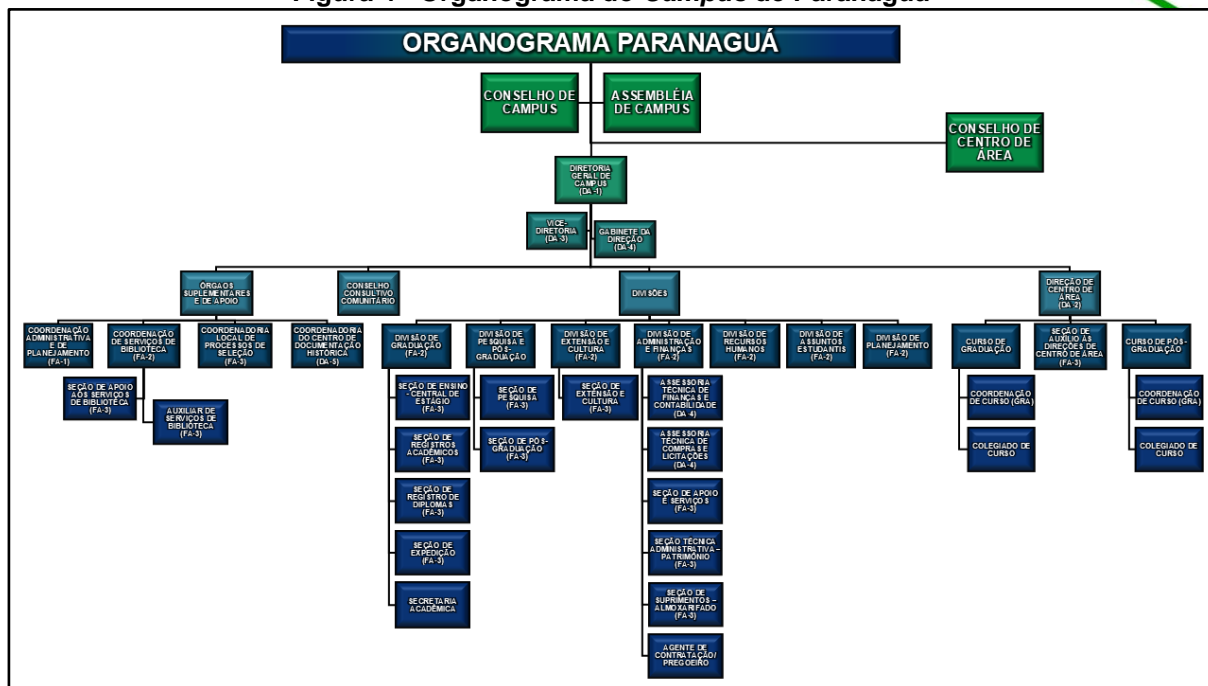 Figura 1 - Organograma do Campus de Paranaguá
ORGANOGRAMA PARANAGUÁ
CONSELHO DE
CAMPUS
ASSEMBLÉIA
DE CAMPUS
CONSELHO DE
CENTRO DE
ÁREA
DIRETORIA
GERAL DE
CAMPUS
(DA-1)
VICE-
DIRETORIA
(DA-3)
GABINETE DA
DIREÇÃO
(DA-4)
ÓRGAOS
SUPLEMENTARES
E DE APOIO
CONSELHO
CONSULTIVO
COMUNITÁRIO
DIVISÕES
DIREÇÃO DE
CENTRO DE
ÁREA
(DA-2)
COORDENAÇÃO
ADMINISTRATIVA
E DE
PLANEJAMENTO
(FA-1)
COORDENAÇÃO
DE SERVIÇOS DE
BIBLIOTECA
(FA-2)
COORDENADORIA
LOCAL DE
PROCESSOS DE
SELEÇÃO
(FA-3)
COORDENADORIA
DO CENTRO DE
DOCUMENTAÇÃO
HISTÓRICA
(DA-5)
DIVISÃO DE
GRADUAÇÃO
(FA-2)
DIVISÃO DE
PESQUISA E
PÓS-
GRADUAÇÃO
(FA-2)
DIVISÃO DE
EXTENSÃO E
CULTURA
(FA-2)
DIVISÃO DE
ADMINISTRAÇÃO
E FINANÇAS
(FA-2)
DIVISÃO DE
RECURSOS
HUMANOS
(FA-2)
DIVISÃO DE
ASSUNTOS
ESTUDANTIS
(FA-2)
DIVISÃO DE
PLANEJAMENTO
(FA-2)
CURSO DE
GRADUAÇÃO
SEÇÃO DE
AUXÍLIO ÀS
DIREÇÕES DE
CENTRO DE ÁREA
(FA-3)
CURSO DE PÓS-
GRADUAÇÃO
SEÇÃO DE APOIO
AOS SERVIÇOS
DE BIBLIOTECA
(FA-3)
AUXILIAR DE
SERVIÇOS DE
BIBLIOTECA
(FA-3)
SEÇÃO DE ENSINO
- CENTRAL DE
ESTÁGIO
(FA-3)
SEÇÃO DE
REGISTROS
ACADÊMICOS
(FA-3)
SEÇÃO DE
REGISTRO DE
DIPLOMAS
(FA-3)
SEÇÃO DE
EXPEDIÇÃO
(FA-3)
SECRETARIA
ACADÊMICA
SEÇÃO DE
PESQUISA
(FA-3)
SEÇÃO DE PÓS-
GRADUAÇÃO
(FA-3)
SEÇÃO DE
EXTENSÃO E
CULTURA
(FA-3)
ASSESSORIA
TÉCNICA DE
FINANÇAS E
CONTABILIDADE
(DA-4)
ASSESSORIA
TÉCNICA DE
COMPRAS E
LICITAÇÕES
(DA-4)
SEÇÃO DE APOIO
E SERVIÇOS
(FA-3)
SEÇÃO TÉCNICA
ADMINISTRATIVA –
PATRIMÔNIO
(FA-3)
SEÇÃO DE
SUPRIMENTOS –
ALMOXARIFADO
(FA-3)
AGENTE DE
CONTRATAÇÃO/
PREGOEIRO
COORDENAÇÃO
DE CURSO (GRA)
COLEGIADO DE
CURSO
COORDENAÇÃO
DE CURSO (GRA)
COLEGIADO DE
CURSO